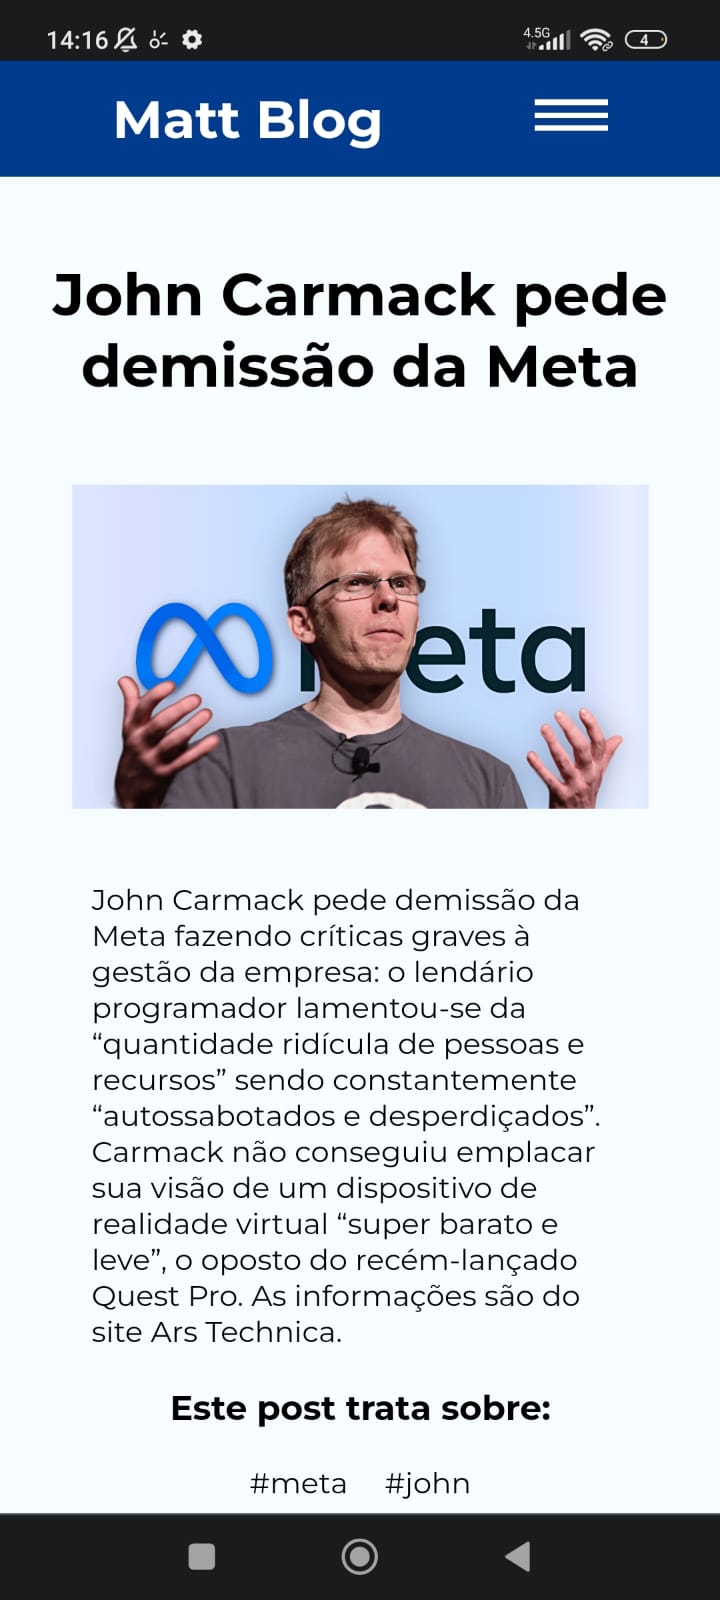 14:16
4.5G
4
Matt Blog
John Carmack pede
demissão da Meta
Meta
John Carmack pede demissão da
Meta fazendo críticas graves à
gestão da empresa: o lendário
programador lamentou-se da
“quantidade ridícula de pessoas e
recursos” sendo constantemente
“autossabotados e desperdiçados”.
Carmack não conseguiu emplacar
sua visão de um dispositivo de
realidade virtual “super barato e
leve”, o oposto do recém-lançado
Quest Pro. As informações são do
site Ars Technica.
Este post trata sobre:
#meta #john